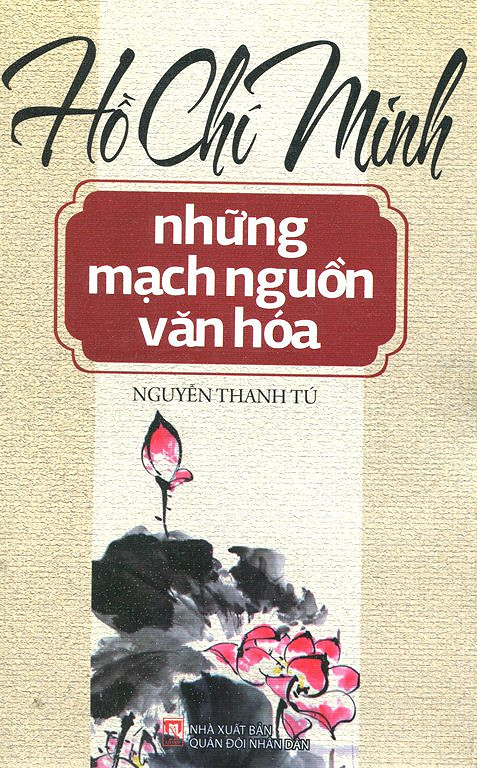 Hồ Chí Minh
những
mạch nguồn
văn hóa
NGUYỄN THANH TÚ
NHÀ XUẤT BẢN
QUÂN ĐỘI NHÂN DÂN